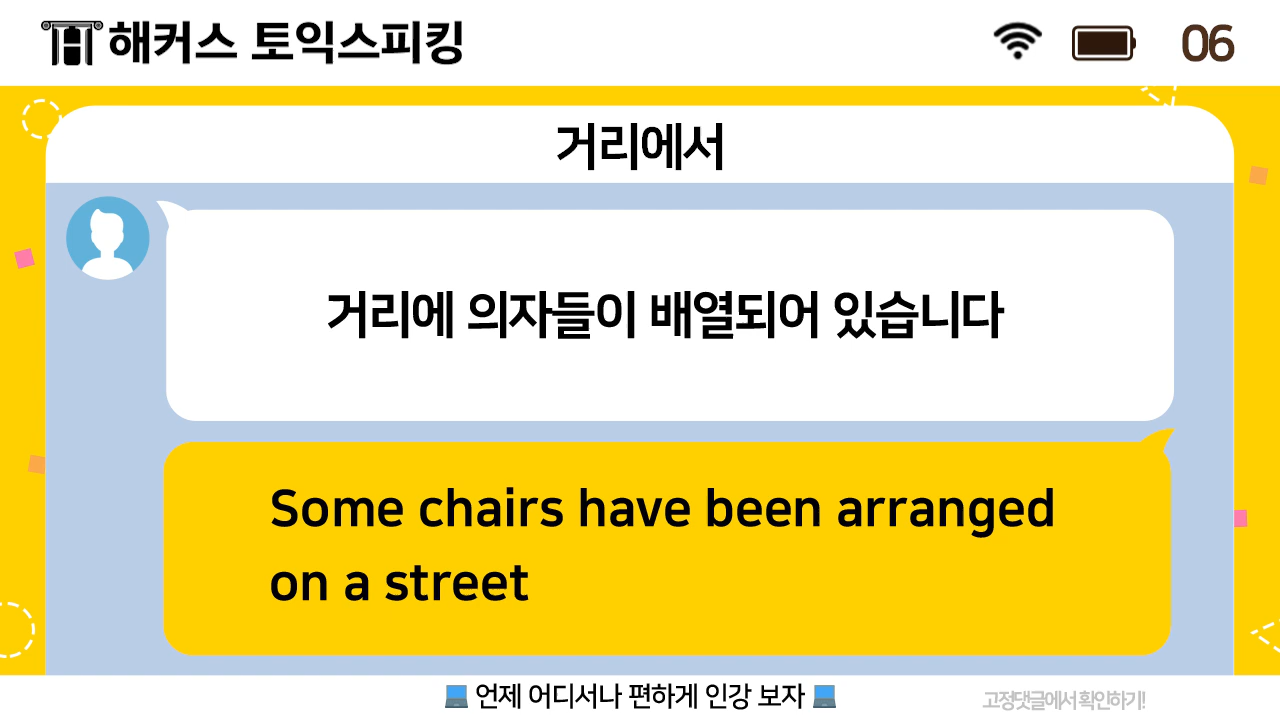 해커스 토익스피킹
06
거리에서
거리에 의자들이 배열되어 있습니다
Some chairs have been arranged
on a street
언제 어디서나 편하게 인강 보자
고정댓글에서 확인하기!